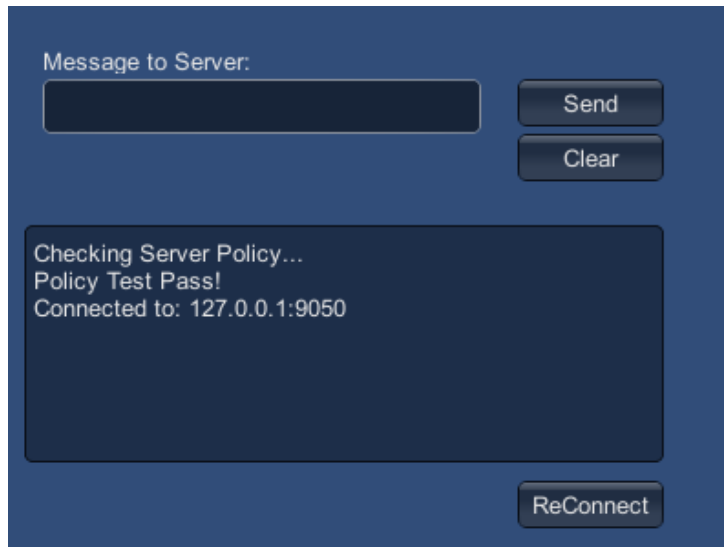 Message to Server:
Send
Clear
Checking Server Policy...
Policy Test Pass!
Connected to: 127.0.0.1:9050
ReConnect